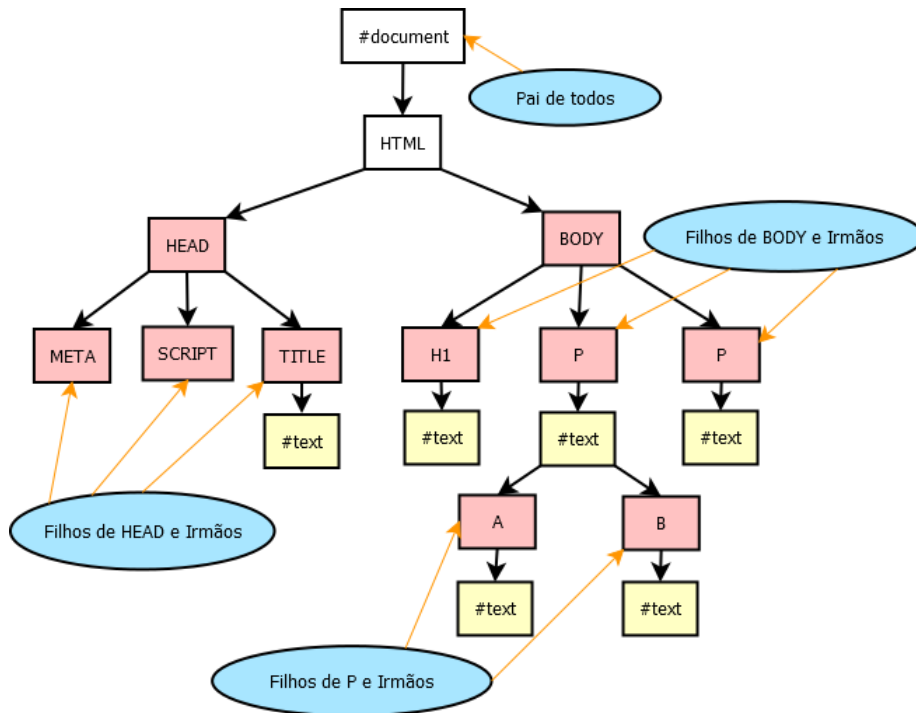 #document
Pai de todos
HTML
HEAD
BODY
Filhos de BODY e Irmãos
META
SCRIPT
TITLE
H1
P
P
#text
#text
#text
#text
Filhos de HEAD e Irmãos
A
B
#text
#text
Filhos de P e Irmãos